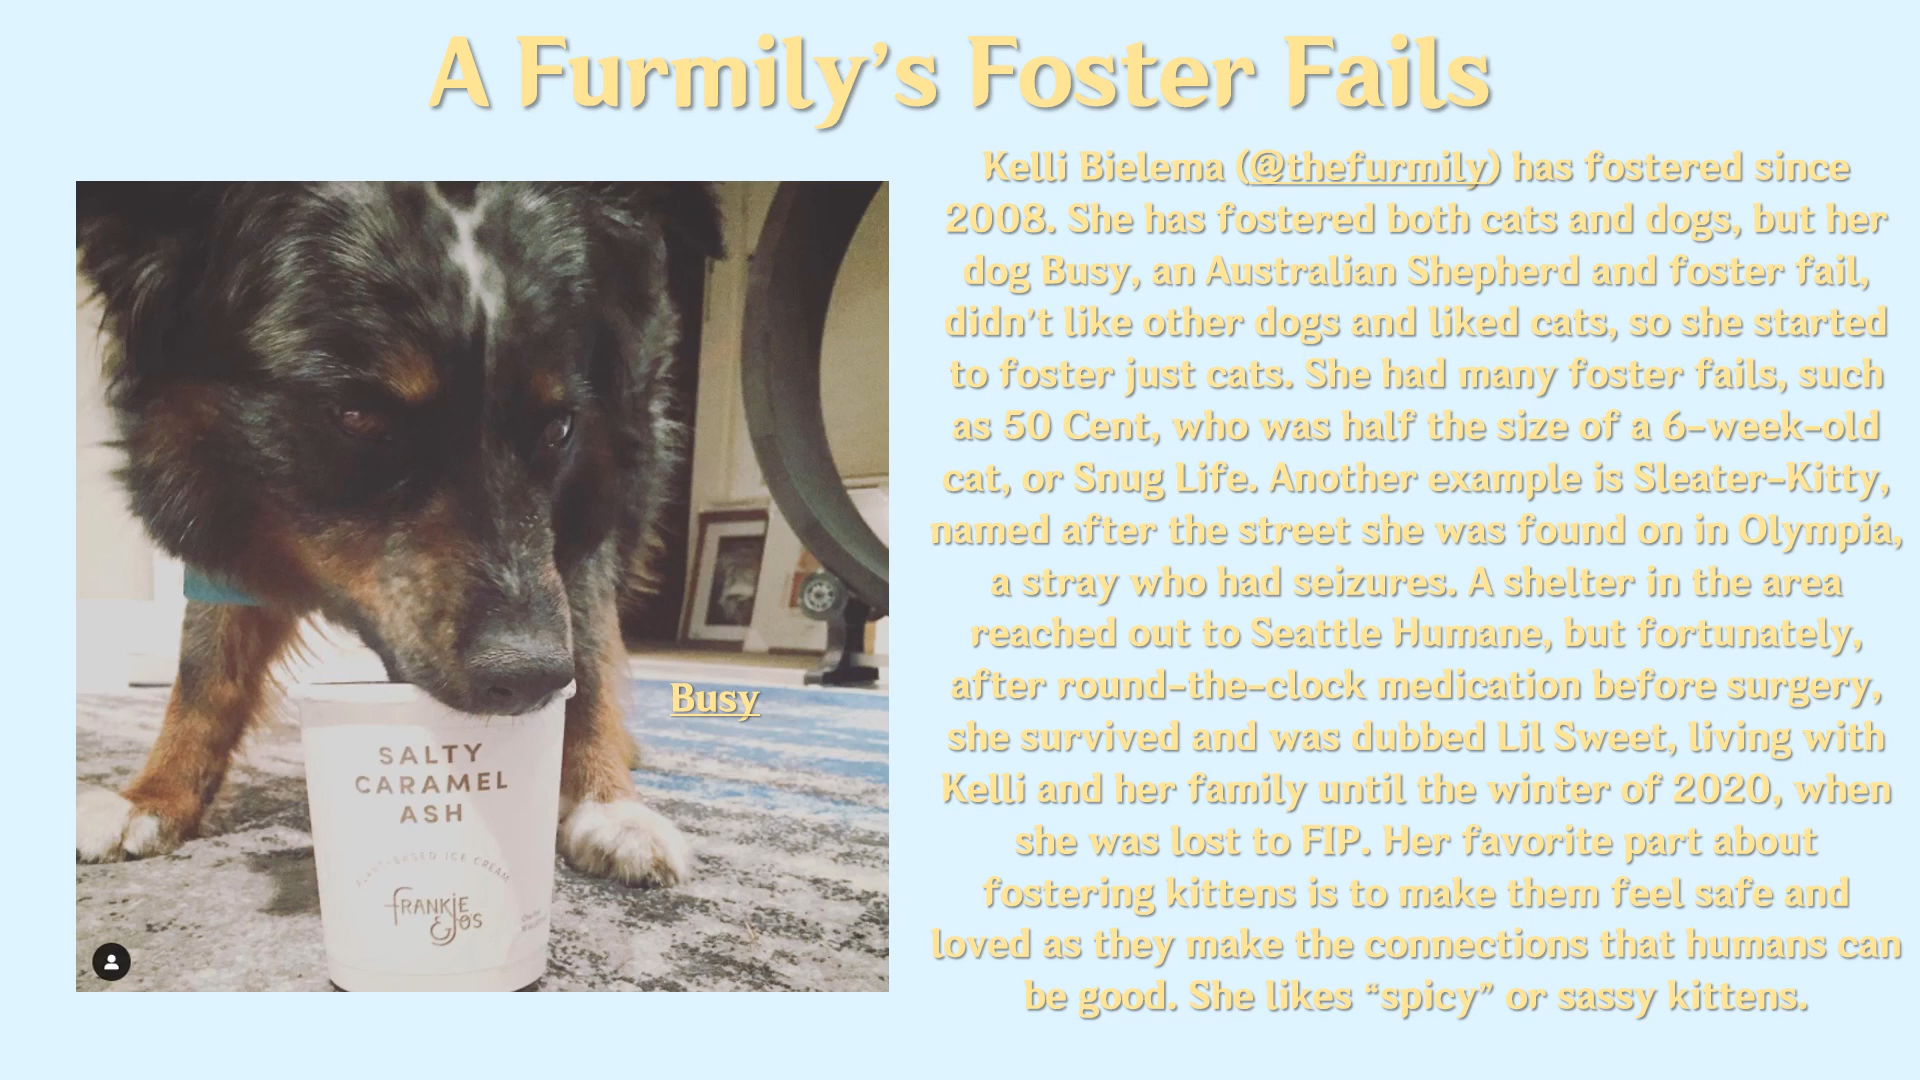 A Furmily’s Foster Fails
Kelli Bielema (@thefurmily) has fostered since
2008. She has fostered both cats and dogs, but her
dog Busy, an Australian Shepherd and foster fail,
didn’t like other dogs and liked cats, so she started
to foster just cats. She had many foster fails, such
as 50 Cent, who was half the size of a 6-week-old
cat, or Snug Life. Another example is Sleater-Kitty,
named after the street she was found on in Olympia,
a stray who had seizures. A shelter in the area
reached out to Seattle Humane, but fortunately,
after round-the-clock medication before surgery,
she survived and was dubbed Lil Sweet, living with
Kelli and her family until the winter of 2020, when
she was lost to FIP. Her favorite part about
fostering kittens is to make them feel safe and
loved as they make the connections that humans can
be good. She likes “spicy” or sassy kittens.
Busy
SALTY
CARAMEL
ASH
PLANT-BASED ICE CREAM
FRANKIE
& JO'S